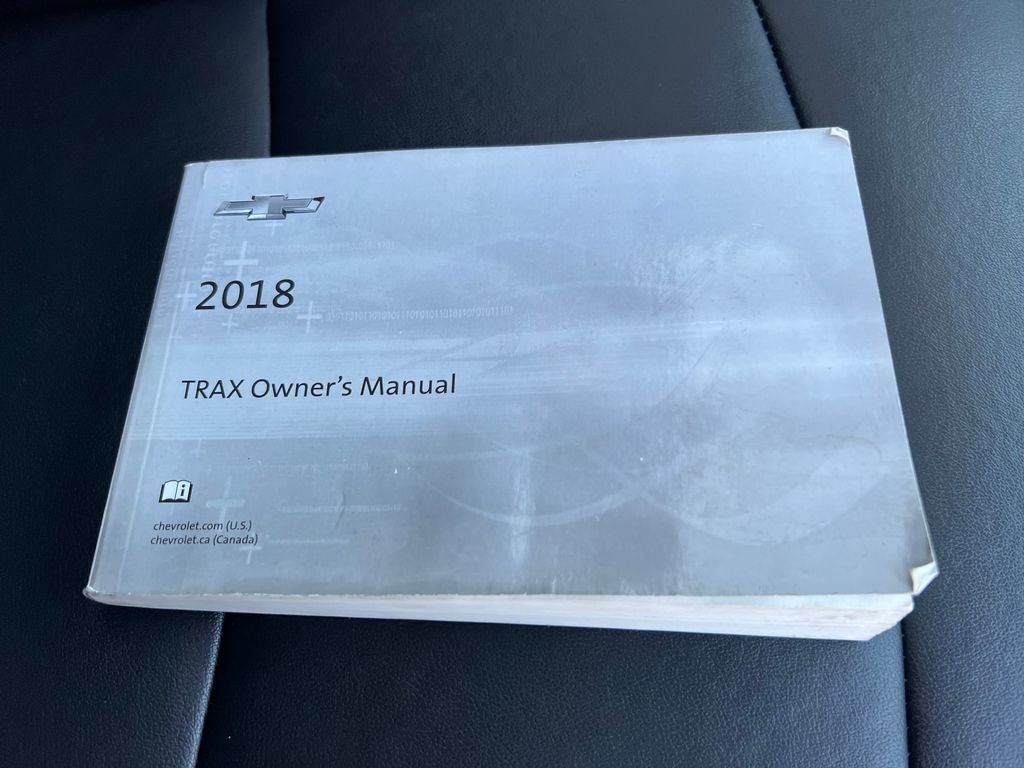 2018
TRAX Owner's Manual
chevrolet.com (U.S.)
chevrolet.ca (Canada)